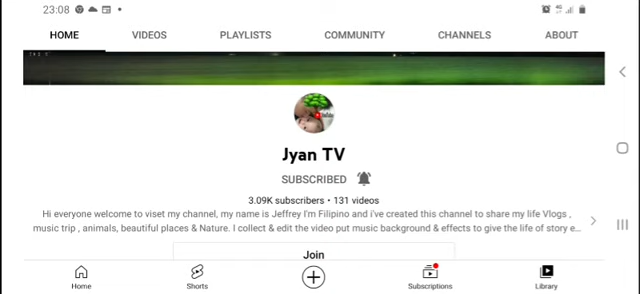 23:08
HOME VIDEOS PLAYLISTS COMMUNITY CHANNELS ABOUT
Jyan TV
SUBSCRIBED
3.09K subscribers • 131 videos
Hi everyone welcome to viset my channel, my name is Jeffrey I'm Filipino and i've created this channel to share my life Vlogs ,
music trip , animals, beautiful places & Nature. I collect & edit the video put music background & effects to give the life of story e...
Join
Home Shorts Subscriptions Library